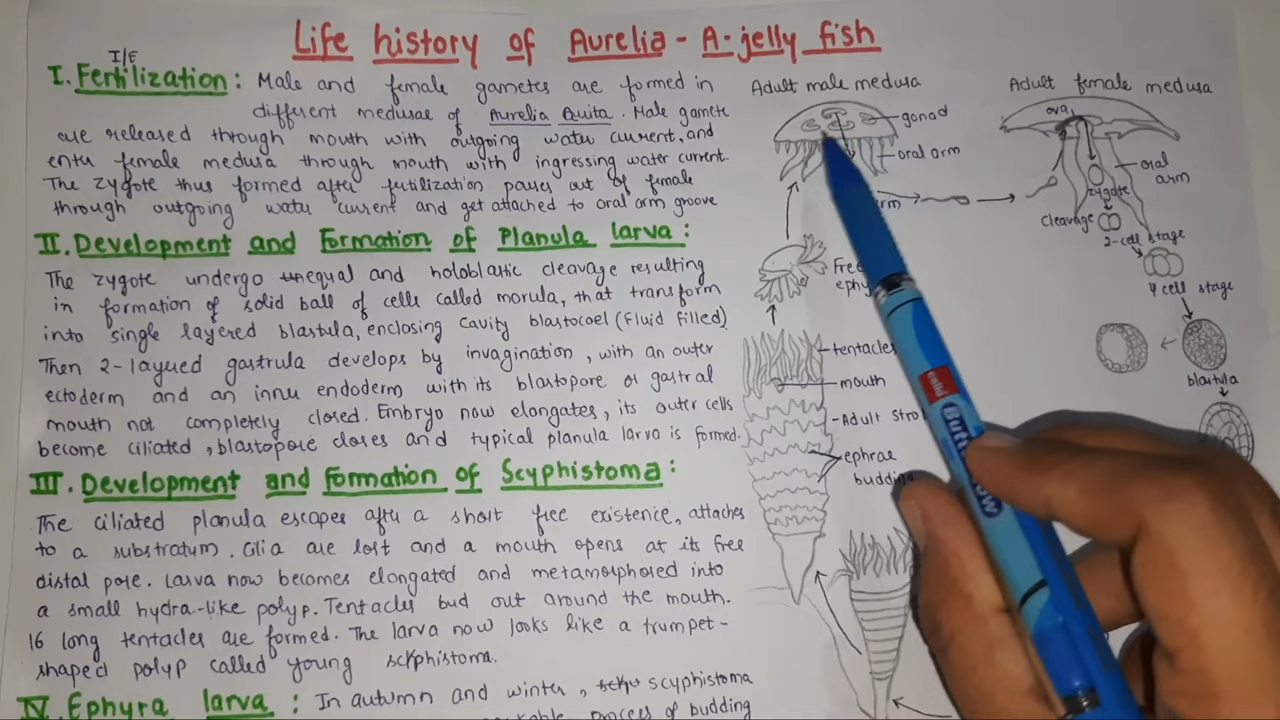 Life history of Aurelia - A-jelly fish
I/E
I. Fertilization : Male and female gametes are formed in
different medusae of Aurelia Aurita. Male gamete
are released through mouth with outgoing water current, and
enter female medusa through mouth with ingressing water current.
The zygote thus formed after fertilization passes out of female
through outgoing water current and get attached to oral arm groove
II. Development and Formation of Planula larva :
The zygote undergo unequal and holoblastic cleavage resulting
in formation of solid ball of cells called morula, that transform
into single layered blastula, enclosing cavity blastocoel (fluid filled)
Then 2-layered gastrula develops by invagination, with an outer
ectoderm and an inner endoderm with its blastopore or gastral
mouth not completely closed. Embryo now elongates, its outer cells
become ciliated, blastopore closes and typical planula larva is formed.
III. Development and formation of Scyphistoma :
The ciliated planula escapes after a short free existence, attaches
to a substratum. Cilia are lost and a mouth opens at its free
distal pole. Larva now becomes elongated and metamorphosed into
a small hydra-like polyp. Tentacles bud out around the mouth.
16 long tentacles are formed. The larva now looks like a trumpet-
shaped polyp called young scyphistoma.
IV. Ephyra larva : In autumn and winter, scyphistoma
process of budding
Adult male medusa
gonad
oral arm
arm
Free
eph
tentacles
mouth
Adult Stro
ephrae
budding
Adult female medusa
ova
oral
arm
zygote
cleavage
2-cell stage
4 cell stage
blastula
cello
Butterflow